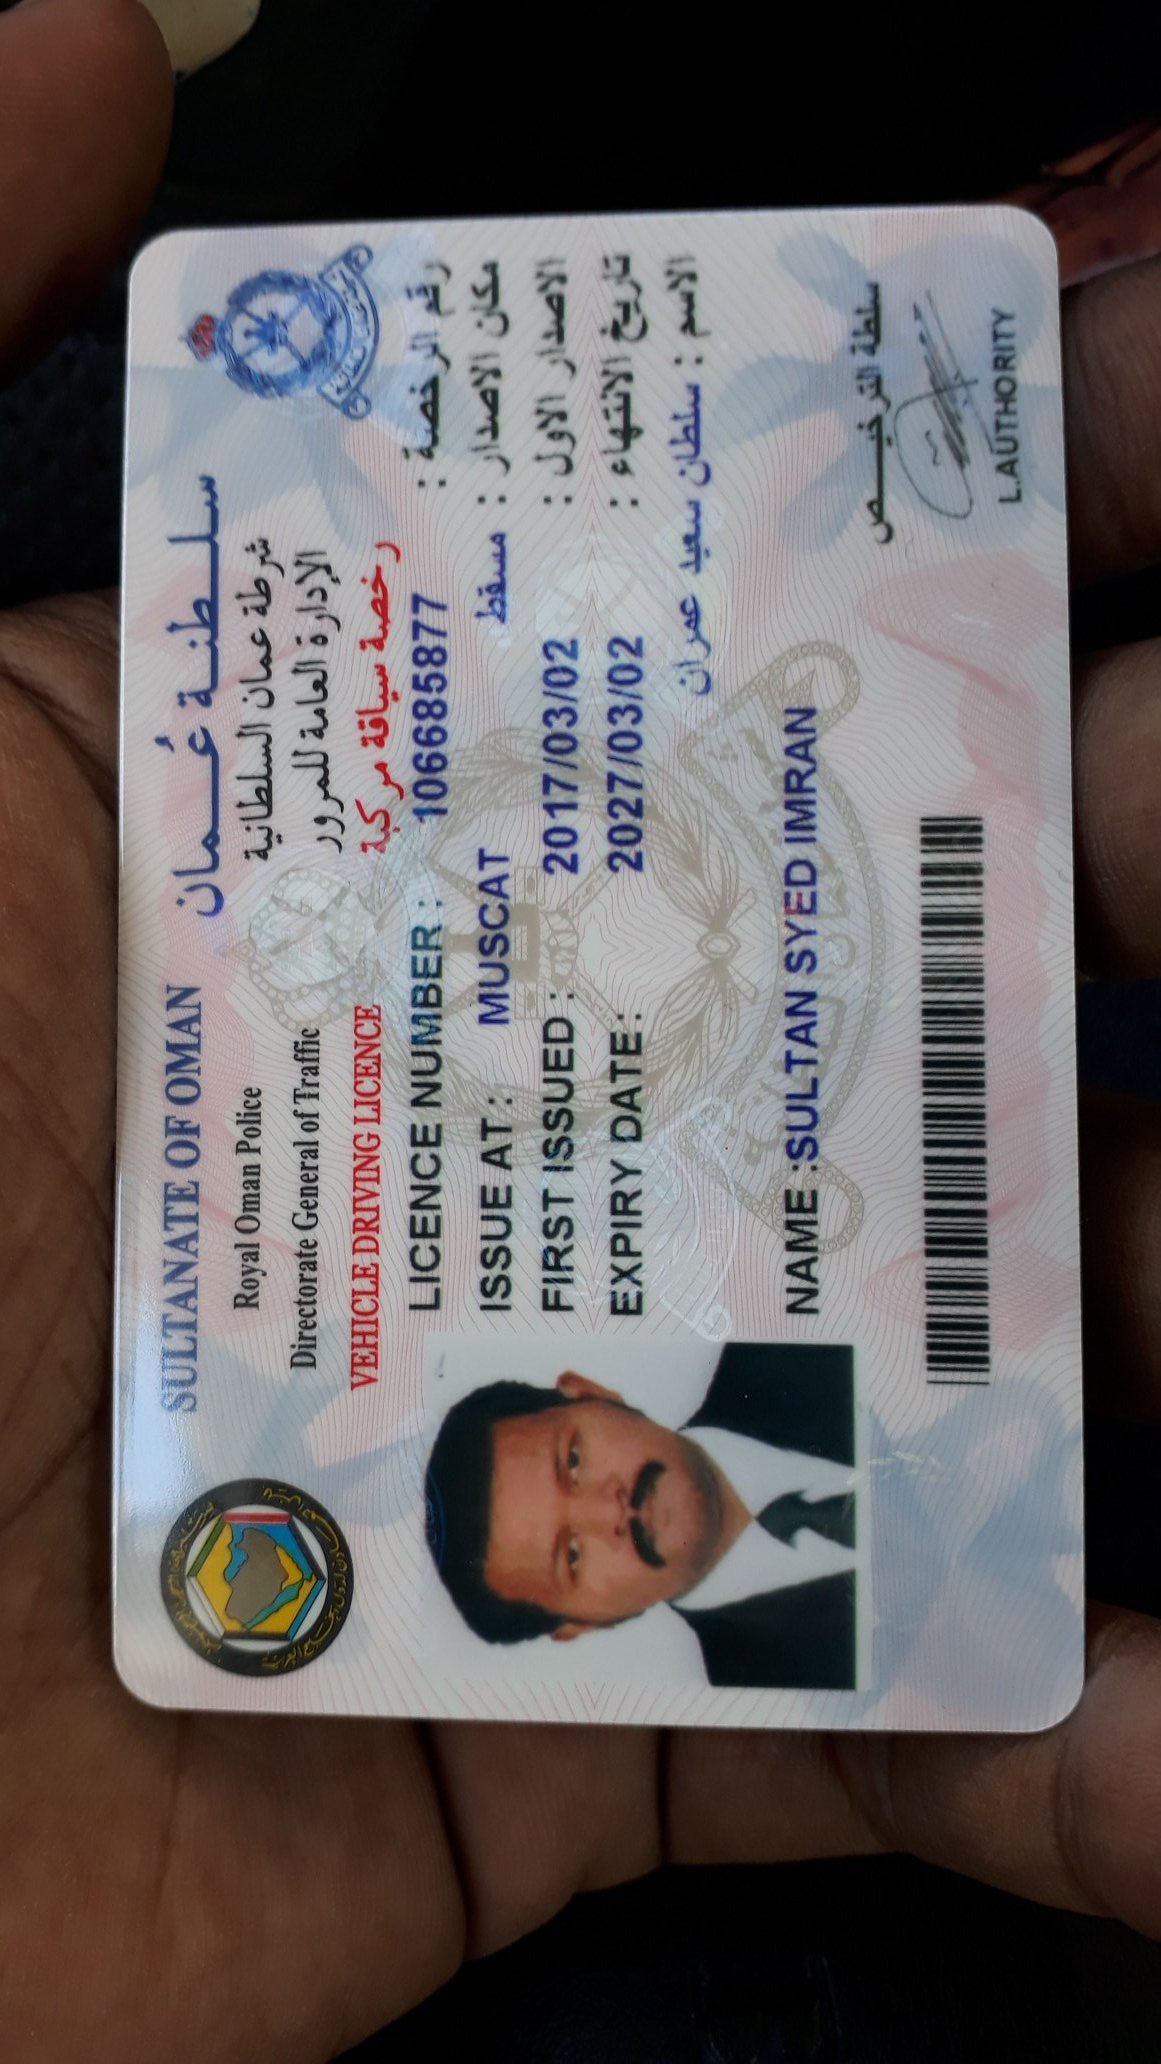 SULTANATE OF OMAN
سلـطنـة عُـمـان
Royal Oman Police
شرطة عمان السلطانية
Directorate General of Traffic
الإدارة العامة للمرور
VEHICLE DRIVING LICENCE
رخصة سياقة مركبة
LICENCE NUMBER : 106685877 رقم الرخصة :
ISSUE AT : MUSCAT مسقط مكان الاصدار :
FIRST ISSUED : 2017/03/02 الاصدار الاول :
EXPIRY DATE : 2027/03/02 تاريخ الانتهاء :
الاسم : سلطان سعيد عمران
NAME :SULTAN SYED IMRAN
سلطة الترخيـــص
L.AUTHORITY